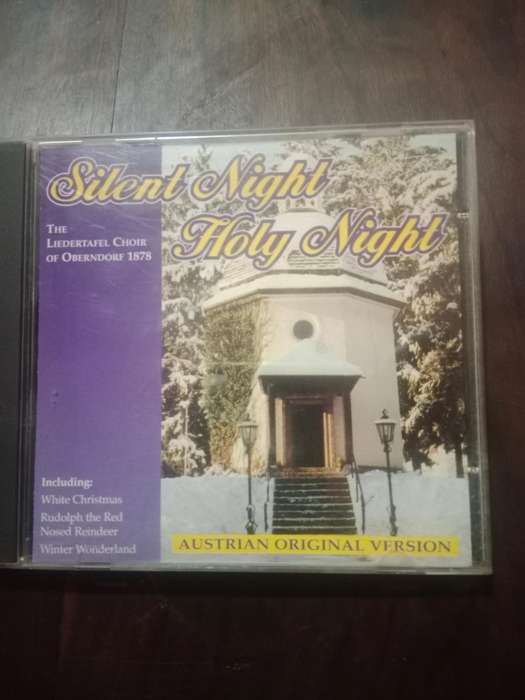 Silent Night
Holy Night
THE
LIEDERTAFEL CHOIR
OF OBERNDORF 1878
Including:
White Christmas
Rudolph the Red
Nosed Reindeer
Winter Wonderland
AUSTRIAN ORIGINAL VERSION